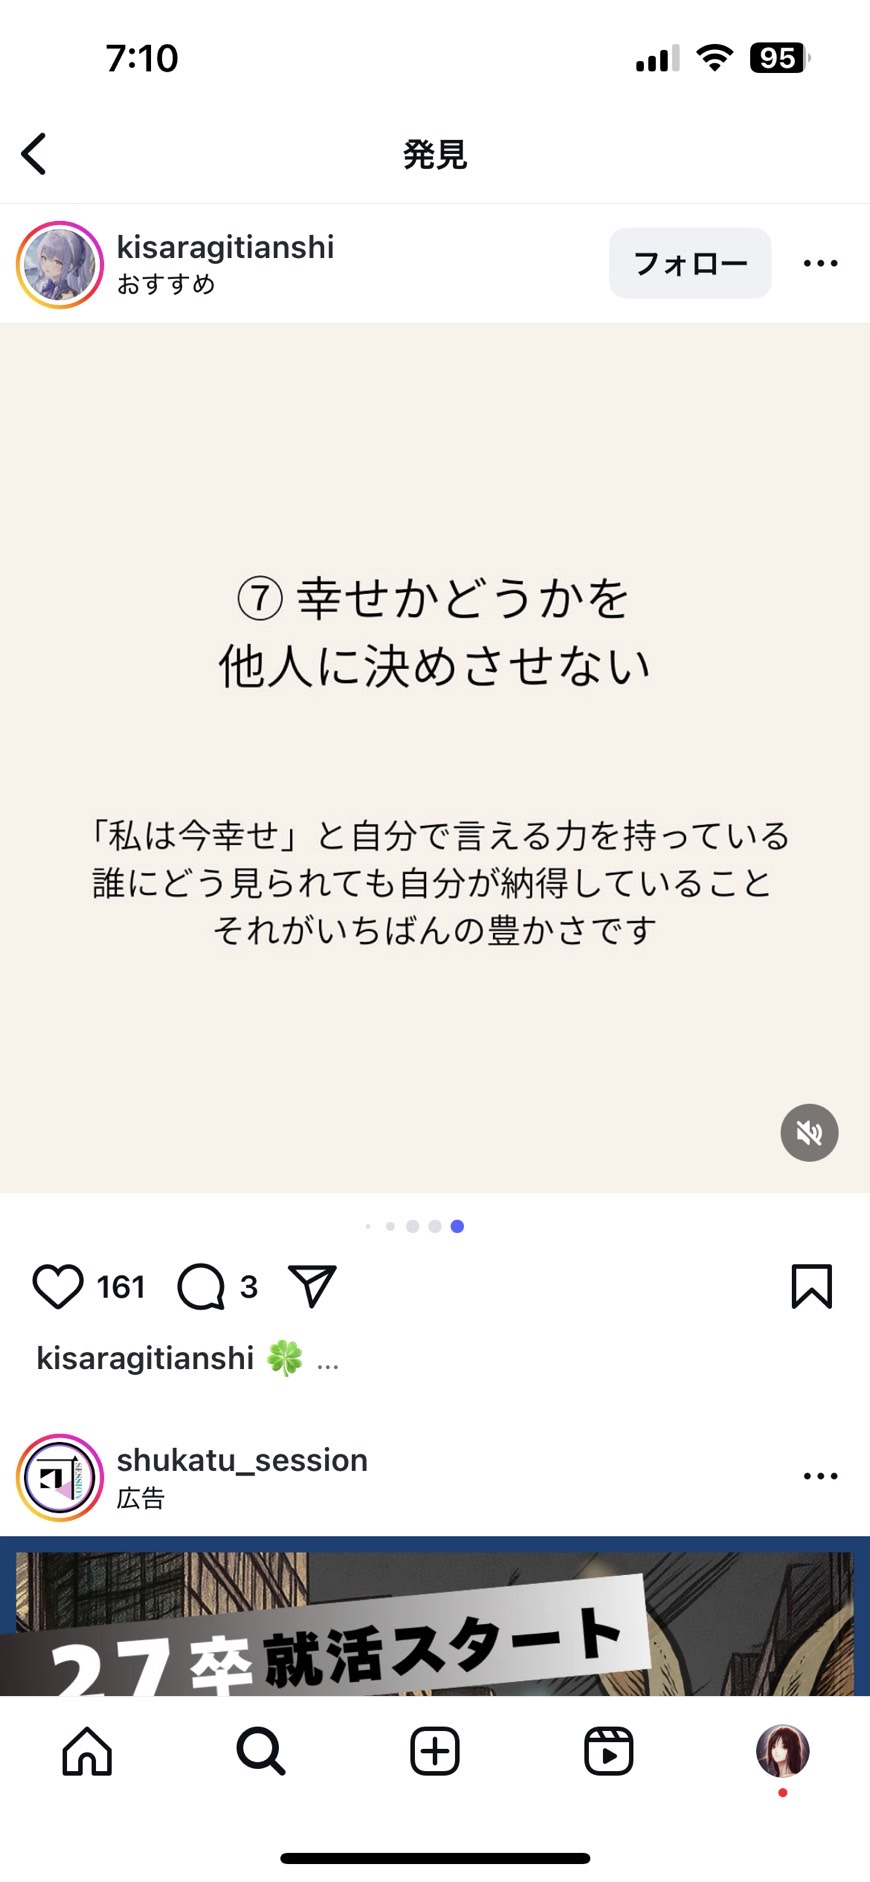 7:10
95
発見
kisaragitianshi
おすすめ
フォロー
⑦ 幸せかどうかを
他人に決めさせない
「私は今幸せ」と自分で言える力を持っている
誰にどう見られても自分が納得していること
それがいちばんの豊かさです
161
3
kisaragitianshi 🍀 ...
SESSION
shukatu_session
広告
27卒就活スタート